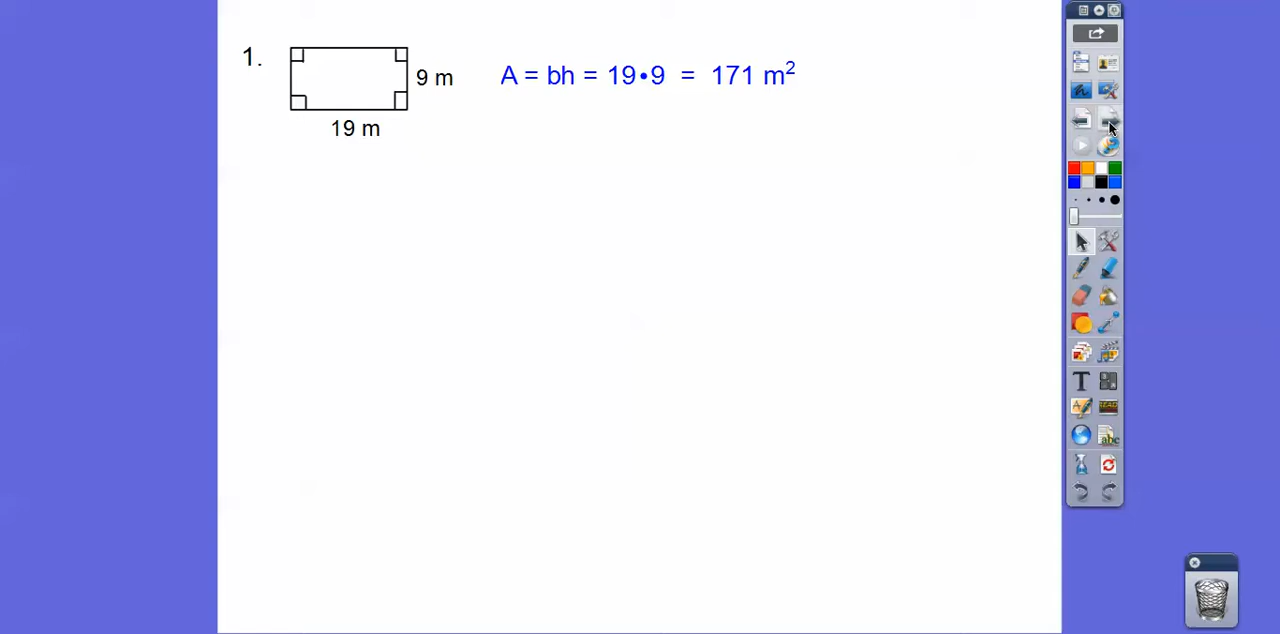 1.
9 m
A = bh = 19•9 = 171 m²
19 m